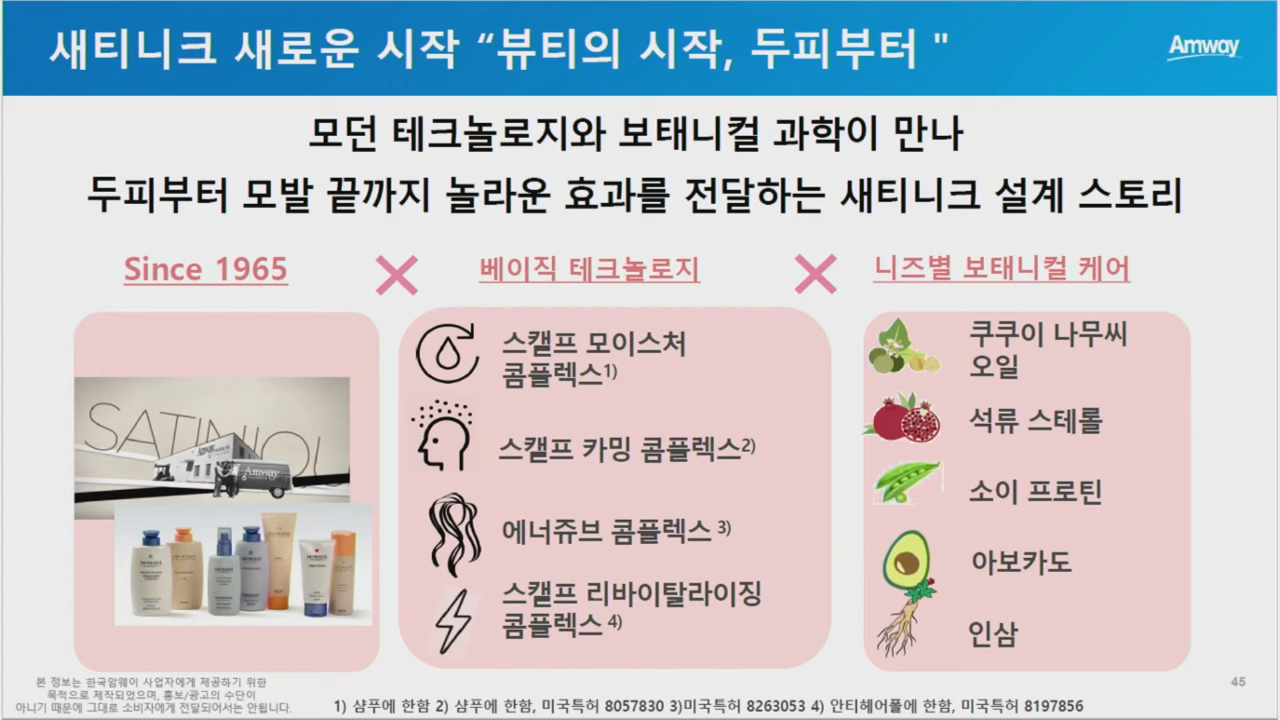 새티니크 새로운 시작 “뷰티의 시작, 두피부터 "
Amway
모던 테크놀로지와 보태니컬 과학이 만나
두피부터 모발 끝까지 놀라운 효과를 전달하는 새티니크 설계 스토리
Since 1965
베이직 테크놀로지
니즈별 보태니컬 케어
SATINIQU
Amway
스캘프 모이스처
콤플렉스1)
스캘프 카밍 콤플렉스2)
에너쥬브 콤플렉스 3)
스캘프 리바이탈라이징
콤플렉스 4)
쿠쿠이 나무씨
오일
석류 스테롤
소이 프로틴
아보카도
인삼
본 정보는 한국암웨이 사업자에게 제공하기 위한
목적으로 제작되었으며, 홍보/광고의 수단이
아니기 때문에 그대로 소비자에게 전달되어서는 안됩니다.
1) 샴푸에 한함 2) 샴푸에 한함, 미국특허 8057830 3)미국특허 8263053 4) 안티헤어폴에 한함, 미국특허 8197856
45